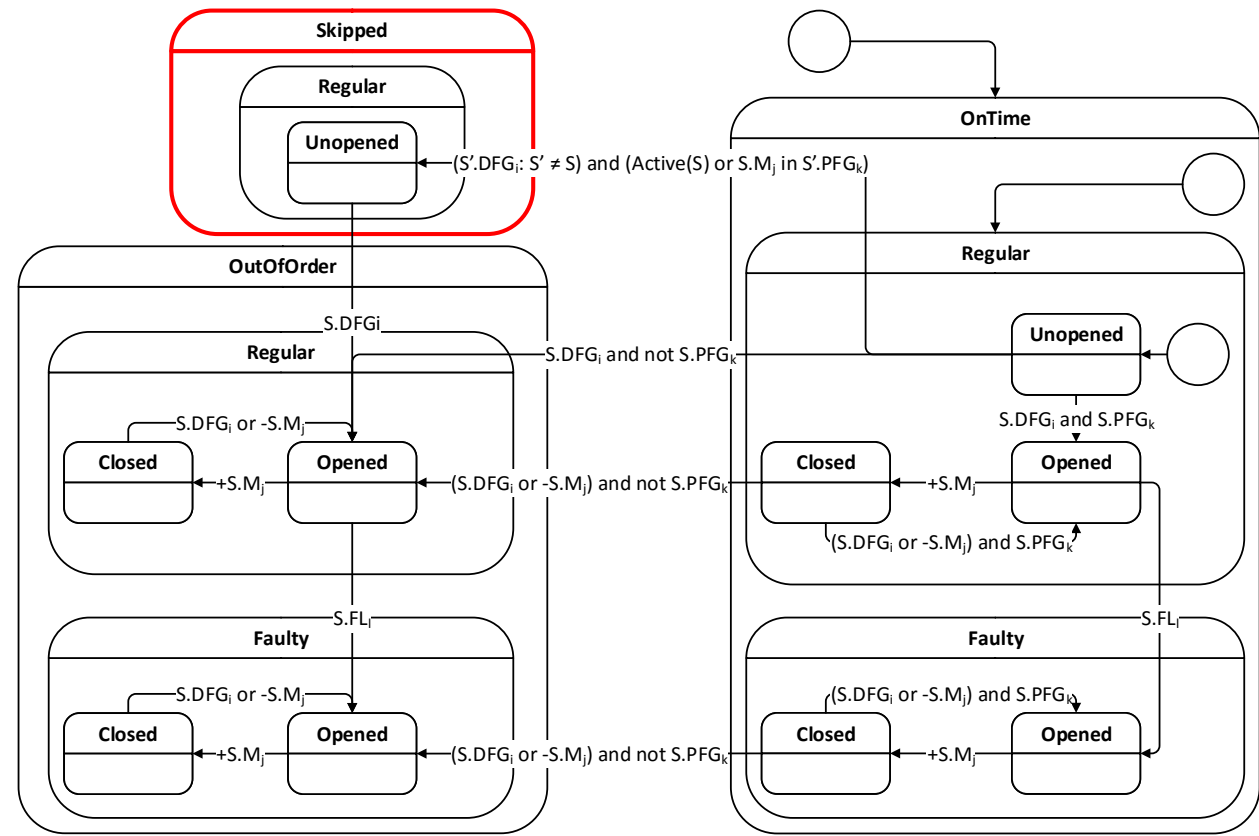 Skipped
Regular
Unopened
(S'.DFGi: S' ≠ S) and (Active(S) or S.Mj in S'.PFGk)
OnTime
Regular
Unopened
OutOfOrder
S.DFGi
Regular
S.DFGi and not S.PFGk
S.DFGi and S.PFGk
S.DFGi or -S.Mj
Closed
+S.Mj
Opened
(S.DFGi or -S.Mj) and not S.PFGk
Closed
+S.Mj
Opened
(S.DFGi or -S.Mj) and S.PFGk
S.FLl
S.FLl
Faulty
Faulty
S.DFGi or -S.Mj
(S.DFGi or -S.Mj) and S.PFGk
Closed
+S.Mj
Opened
(S.DFGi or -S.Mj) and not S.PFGk
Closed
+S.Mj
Opened